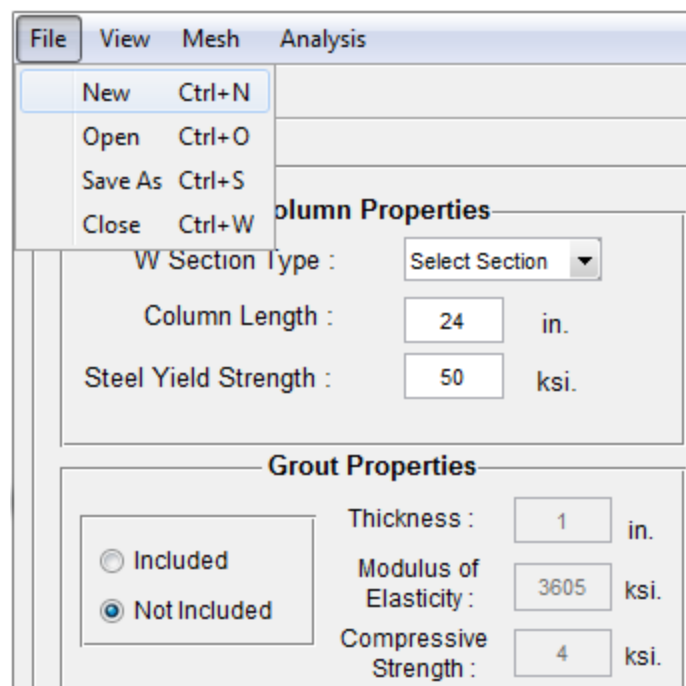 File View Mesh Analysis
New Ctrl+N
Open Ctrl+O
Save As Ctrl+S
Close Ctrl+W
olumn Properties
W Section Type : Select Section
Column Length : 24 in.
Steel Yield Strength : 50 ksi.
Grout Properties
Included
Not Included
Thickness : 1 in.
Modulus of
Elasticity : 3605 ksi.
Compressive
Strength : 4 ksi.